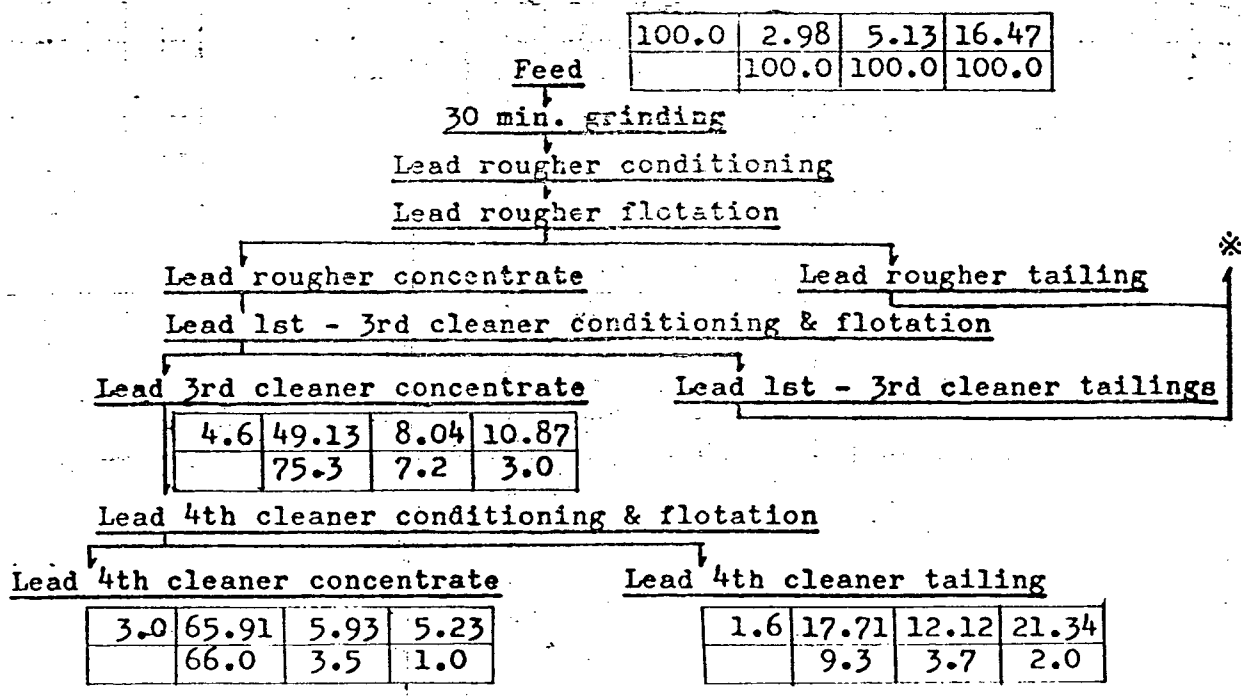 100.0 2.98 5.13 16.47
100.0 100.0 100.0
Feed
30 min. grinding
Lead rougher conditioning
Lead rougher flotation
Lead rougher concentrate Lead rougher tailing
※
Lead 1st - 3rd cleaner conditioning & flotation
Lead 3rd cleaner concentrate Lead 1st - 3rd cleaner tailings
4.6 49.13 8.04 10.87
75.3 7.2 3.0
Lead 4th cleaner conditioning & flotation
Lead 4th cleaner concentrate Lead 4th cleaner tailing
3.0 65.91 5.93 5.23 1.6 17.71 12.12 21.34
66.0 3.5 1.0 9.3 3.7 2.0